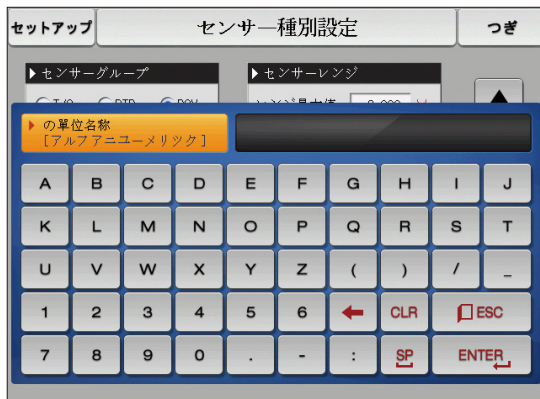 セットアップ センサー種別設定 つぎ
▶センサーグループ ▶センサーレンジ
▶ の単位名称
[アルファニューメリツク]
A B C D E F G H I J
K L M N O P Q R S T
U V W X Y Z ( ) / _
1 2 3 4 5 6 ← CLR ESC
7 8 9 0 . - : SP ENTER